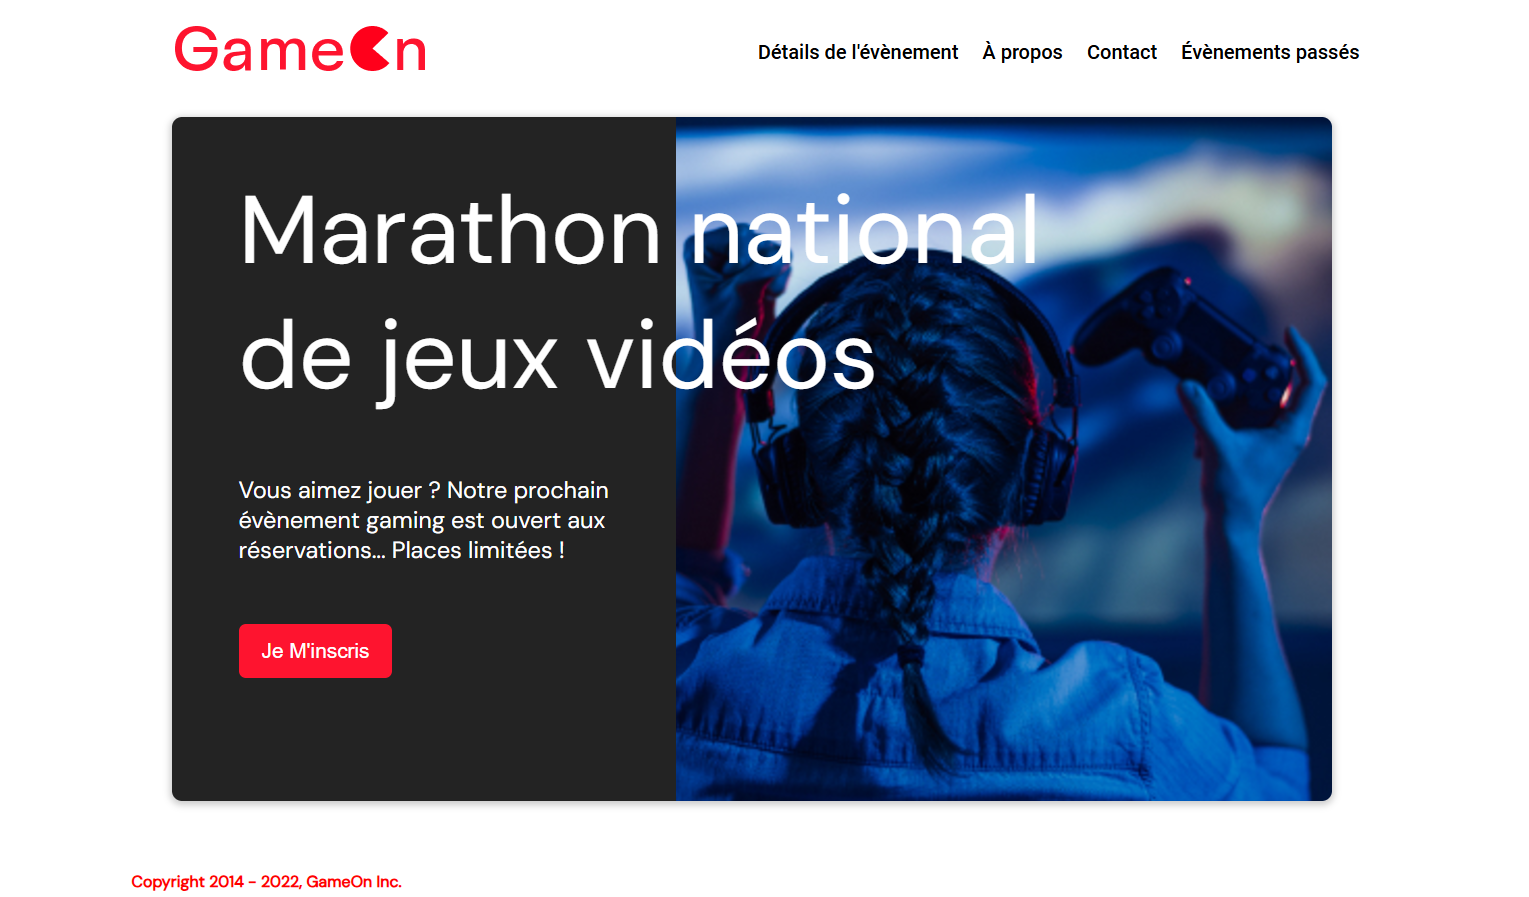 GameOn
Détails de l'évènement À propos Contact Évènements passés
Marathon national
de jeux vidéos
Vous aimez jouer ? Notre prochain
évènement gaming est ouvert aux
réservations... Places limitées !
Je M'inscris
Copyright 2014 - 2022, GameOn Inc.